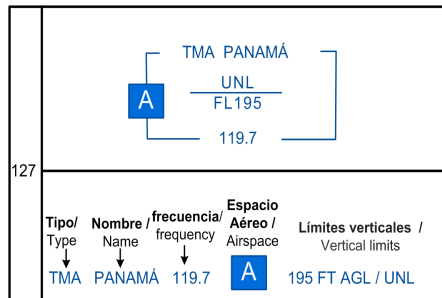 TMA PANAMÁ
A
UNL
FL195
119.7
127
Tipo/ Nombre / frecuencia/ Espacio Aéreo / Límites verticales /
Type Name frequency Airspace Vertical limits
TMA PANAMÁ 119.7 A 195 FT AGL / UNL